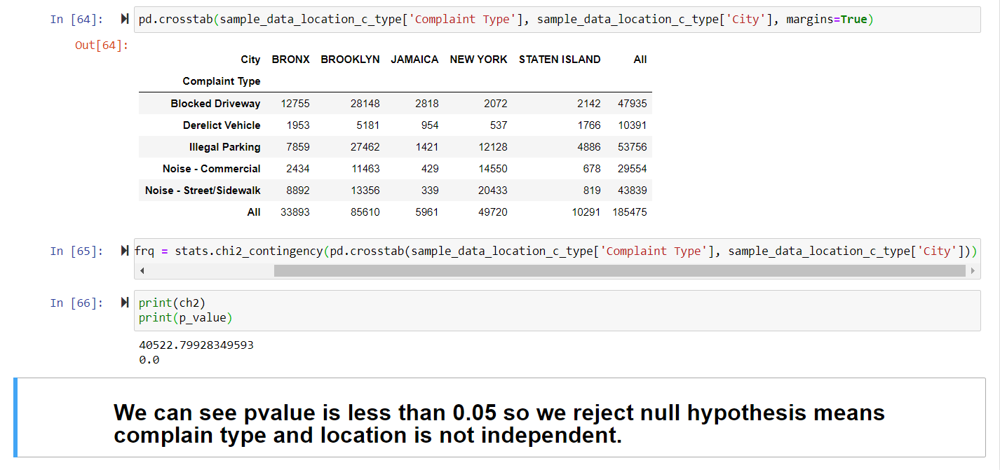 In [64]: pd.crosstab(sample_data_location_c_type['Complaint Type'], sample_data_location_c_type['City'], margins=True)
Out[64]:
City BRONX BROOKLYN JAMAICA NEW YORK STATEN ISLAND All
Complaint Type
Blocked Driveway 12755 28148 2818 2072 2142 47935
Derelict Vehicle 1953 5181 954 537 1766 10391
Illegal Parking 7859 27462 1421 12128 4886 53756
Noise - Commercial 2434 11463 429 14550 678 29554
Noise - Street/Sidewalk 8892 13356 339 20433 819 43839
All 33893 85610 5961 49720 10291 185475
In [65]: frq = stats.chi2_contingency(pd.crosstab(sample_data_location_c_type['Complaint Type'], sample_data_location_c_type['City']))
In [66]: print(ch2)
print(p_value)
40522.79928349593
0.0
We can see pvalue is less than 0.05 so we reject null hypothesis means
complain type and location is not independent.